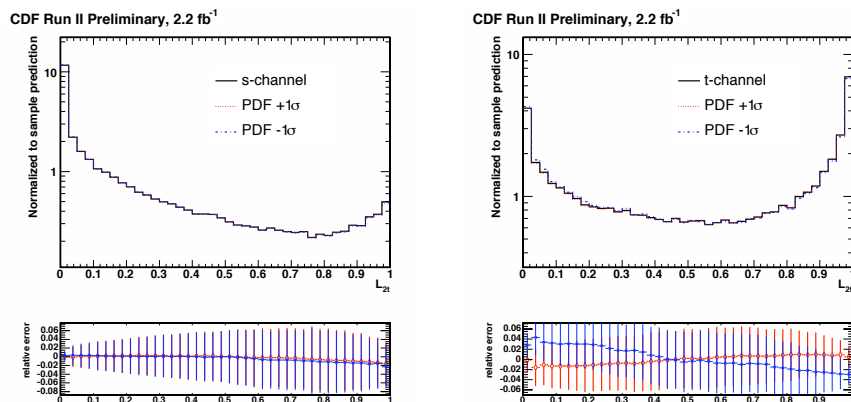 CDF Run II Preliminary, 2.2 fb-1
Normalized to sample prediction
10
1
s-channel
PDF +1σ
PDF -1σ
0 0.1 0.2 0.3 0.4 0.5 0.6 0.7 0.8 0.9 1
L2t
relative error
0.06
0.04
0.02
0
-0.02
-0.04
-0.06
-0.08
0 0.1 0.2 0.3 0.4 0.5 0.6 0.7 0.8 0.9 1
CDF Run II Preliminary, 2.2 fb-1
Normalized to sample prediction
10
1
t-channel
PDF +1σ
PDF -1σ
0 0.1 0.2 0.3 0.4 0.5 0.6 0.7 0.8 0.9
L2t
relative error
0.06
0.04
0.02
0
-0.02
-0.04
-0.06
0 0.1 0.2 0.3 0.4 0.5 0.6 0.7 0.8 0.9